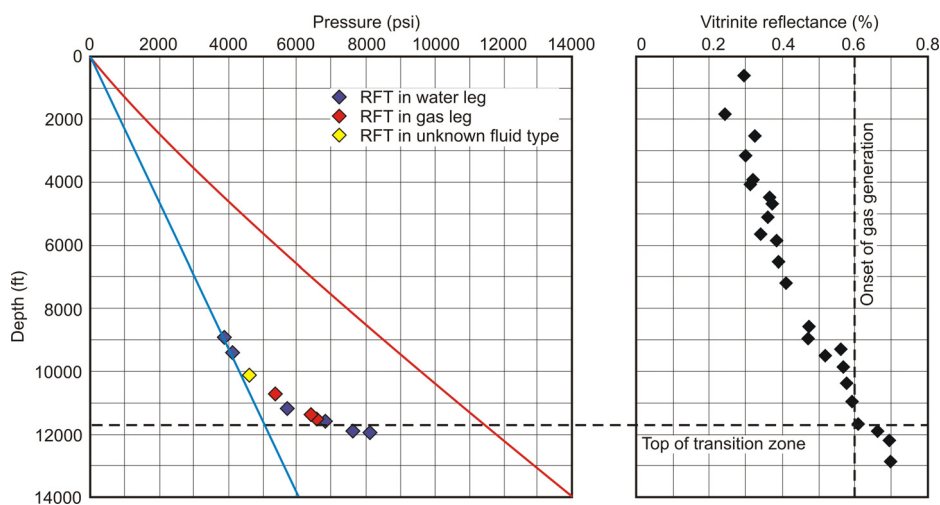 Pressure (psi)
0 2000 4000 6000 8000 10000 12000 14000
Vitrinite reflectance (%)
0 0.2 0.4 0.6 0.8
Depth (ft)
0
2000
4000
6000
8000
10000
12000
14000
RFT in water leg
RFT in gas leg
RFT in unknown fluid type
Onset of gas generation
Top of transition zone